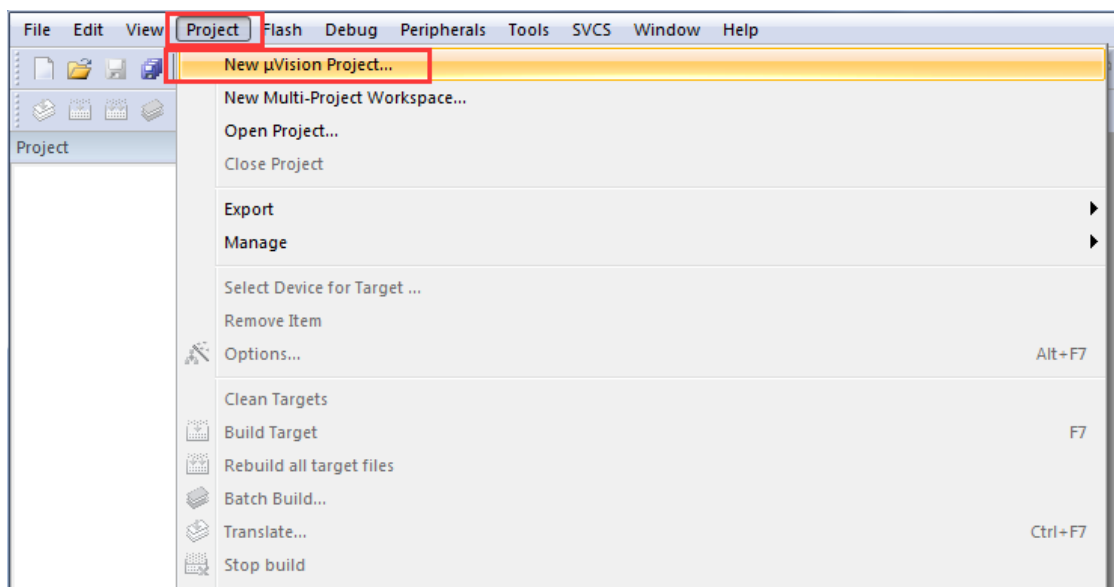 File Edit View Project Flash Debug Peripherals Tools SVCS Window Help
New µVision Project...
New Multi-Project Workspace...
Open Project...
Project
Close Project
Export
Manage
Select Device for Target ...
Remove Item
Options... Alt+F7
Clean Targets
Build Target F7
Rebuild all target files
Batch Build...
Translate... Ctrl+F7
Stop build